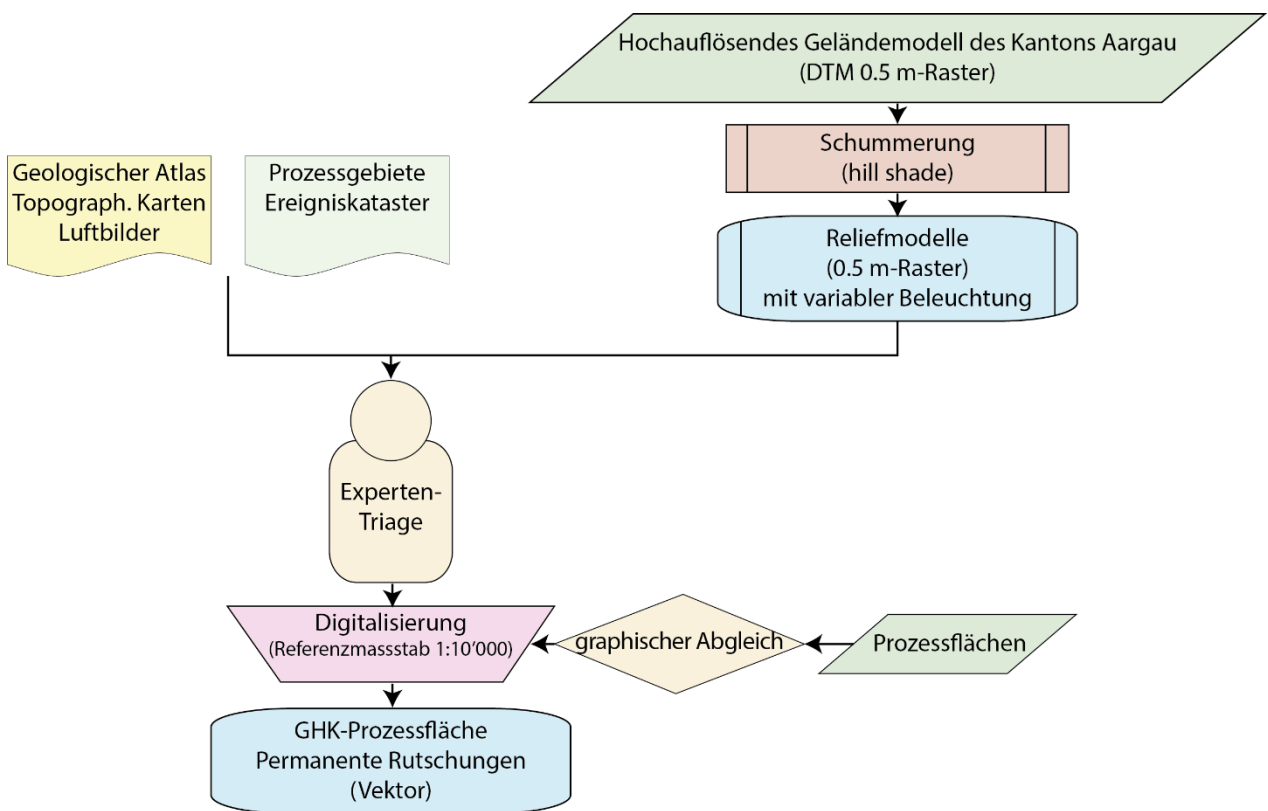 Hochauflösendes Geländemodell des Kantons Aargau
(DTM 0.5 m-Raster)
Schummerung
(hill shade)
Geologischer Atlas
Topograph. Karten
Luftbilder
Prozessgebiete
Ereigniskataster
Reliefmodelle
(0.5 m-Raster)
mit variabler Beleuchtung
Experten-
Triage
Digitalisierung
(Referenzmassstab 1:10’000)
graphischer Abgleich
Prozessflächen
GHK-Prozessfläche
Permanente Rutschungen
(Vektor)